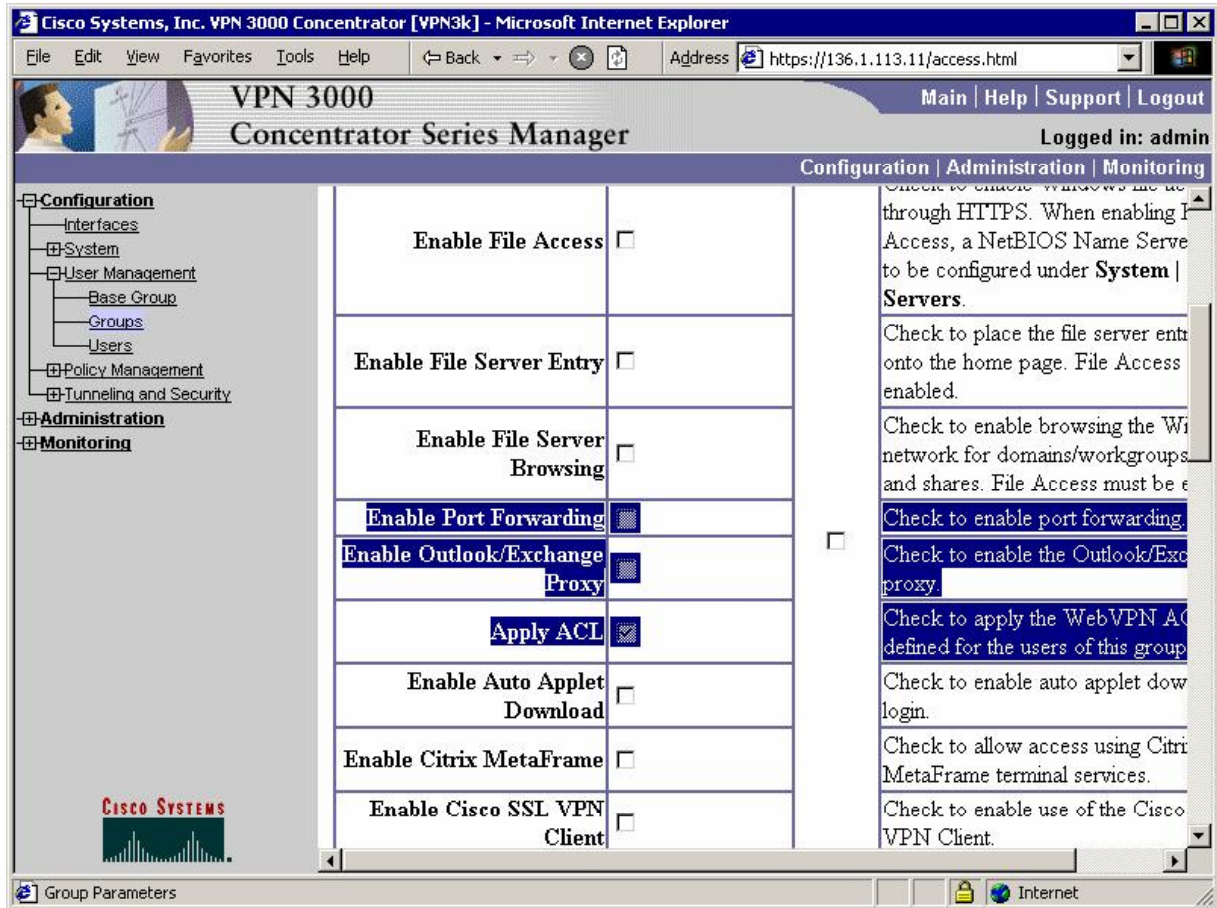 Cisco Systems, Inc. VPN 3000 Concentrator [VPN3k] - Microsoft Internet Explorer
File Edit View Favorites Tools Help Back Address https://136.1.113.11/access.html
VPN 3000
Concentrator Series Manager
Main | Help | Support | Logout
Logged in: admin
Configuration | Administration | Monitoring
Configuration
Interfaces
System
User Management
Base Group
Groups
Users
Policy Management
Tunneling and Security
Administration
Monitoring
CISCO SYSTEMS
Enable File Access
Check to enable Windows file
through HTTPS. When enabling
Access, a NetBIOS Name Serve
to be configured under System |
Servers.
Enable File Server Entry
Check to place the file server entr
onto the home page. File Access
enabled.
Enable File Server
Browsing
Check to enable browsing the Wi
network for domains/workgroups
and shares. File Access must be e
Enable Port Forwarding
Check to enable port forwarding.
Enable Outlook/Exchange
Proxy
Check to enable the Outlook/Exc
proxy.
Apply ACL
Check to apply the WebVPN AC
defined for the users of this group
Enable Auto Applet
Download
Check to enable auto applet dow
login.
Enable Citrix MetaFrame
Check to allow access using Citri
MetaFrame terminal services.
Enable Cisco SSL VPN
Client
Check to enable use of the Cisco
VPN Client.
Group Parameters
Internet